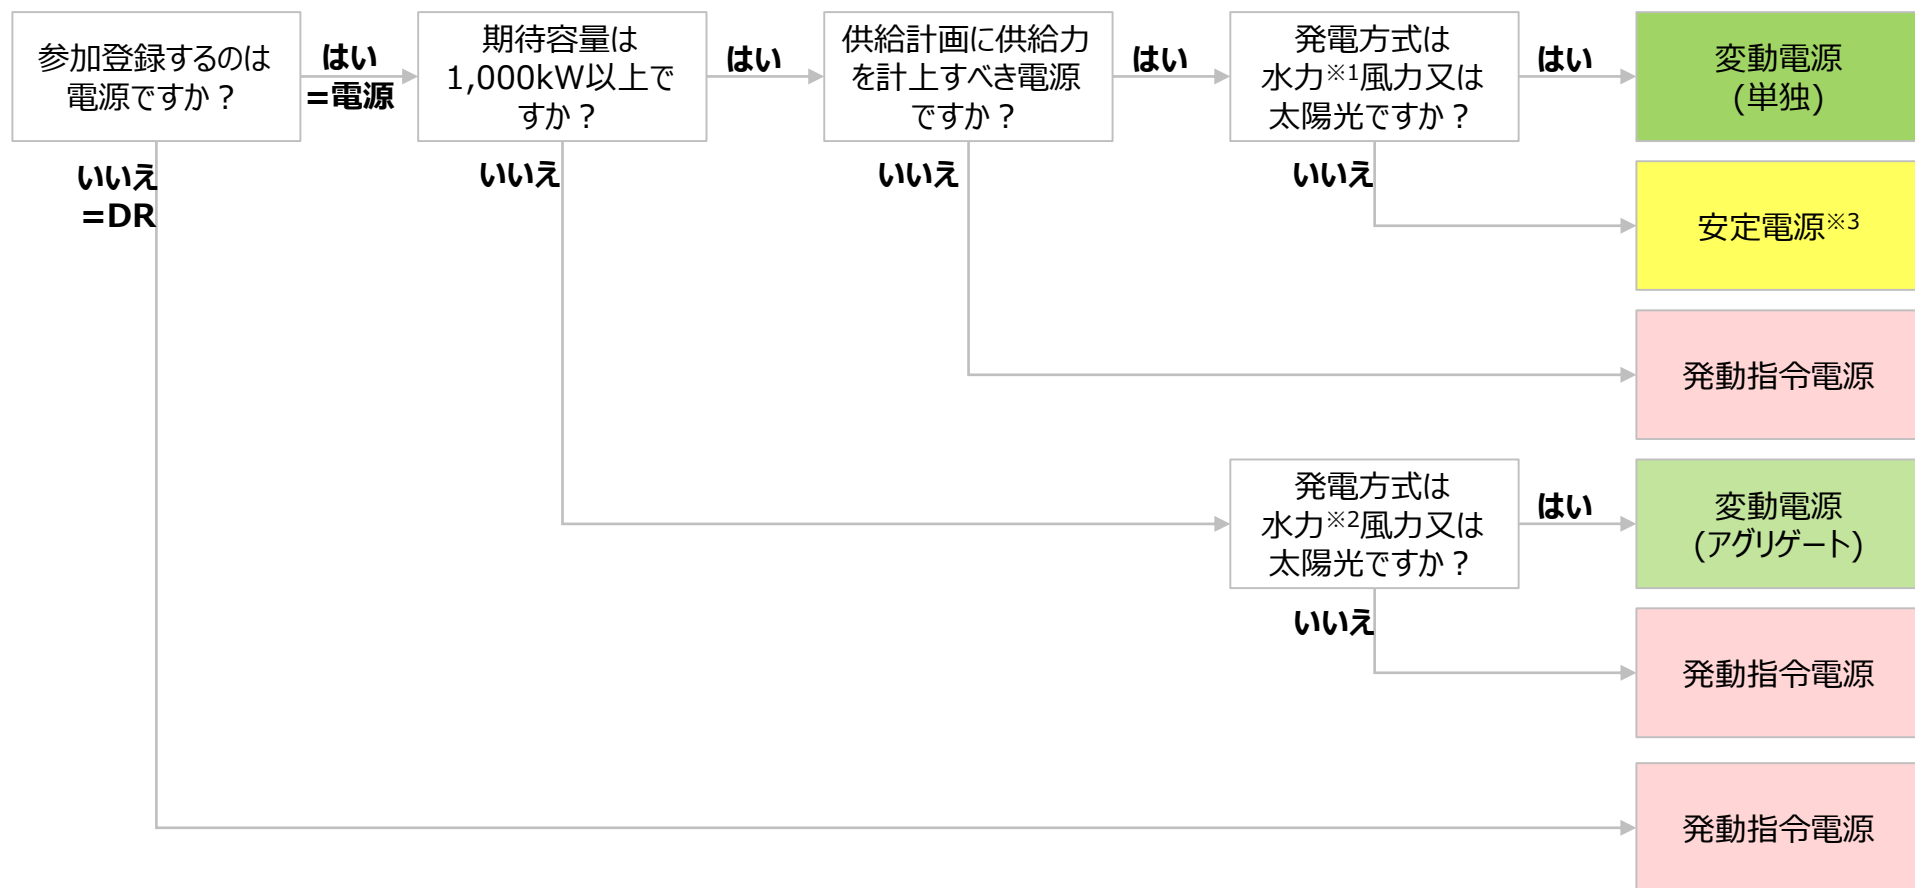 参加登録するのは
電源ですか？
はい
=電源
期待容量は
1,000kW以上で
すか？
はい
供給計画に供給力
を計上すべき電源
ですか？
はい
発電方式は
水力※1風力又は
太陽光ですか？
はい
変動電源
(単独)
いいえ
=DR
いいえ
いいえ
いいえ
安定電源※3
発動指令電源
発電方式は
水力※2風力又は
太陽光ですか？
はい
変動電源
(アグリゲート)
いいえ
発動指令電源
発動指令電源